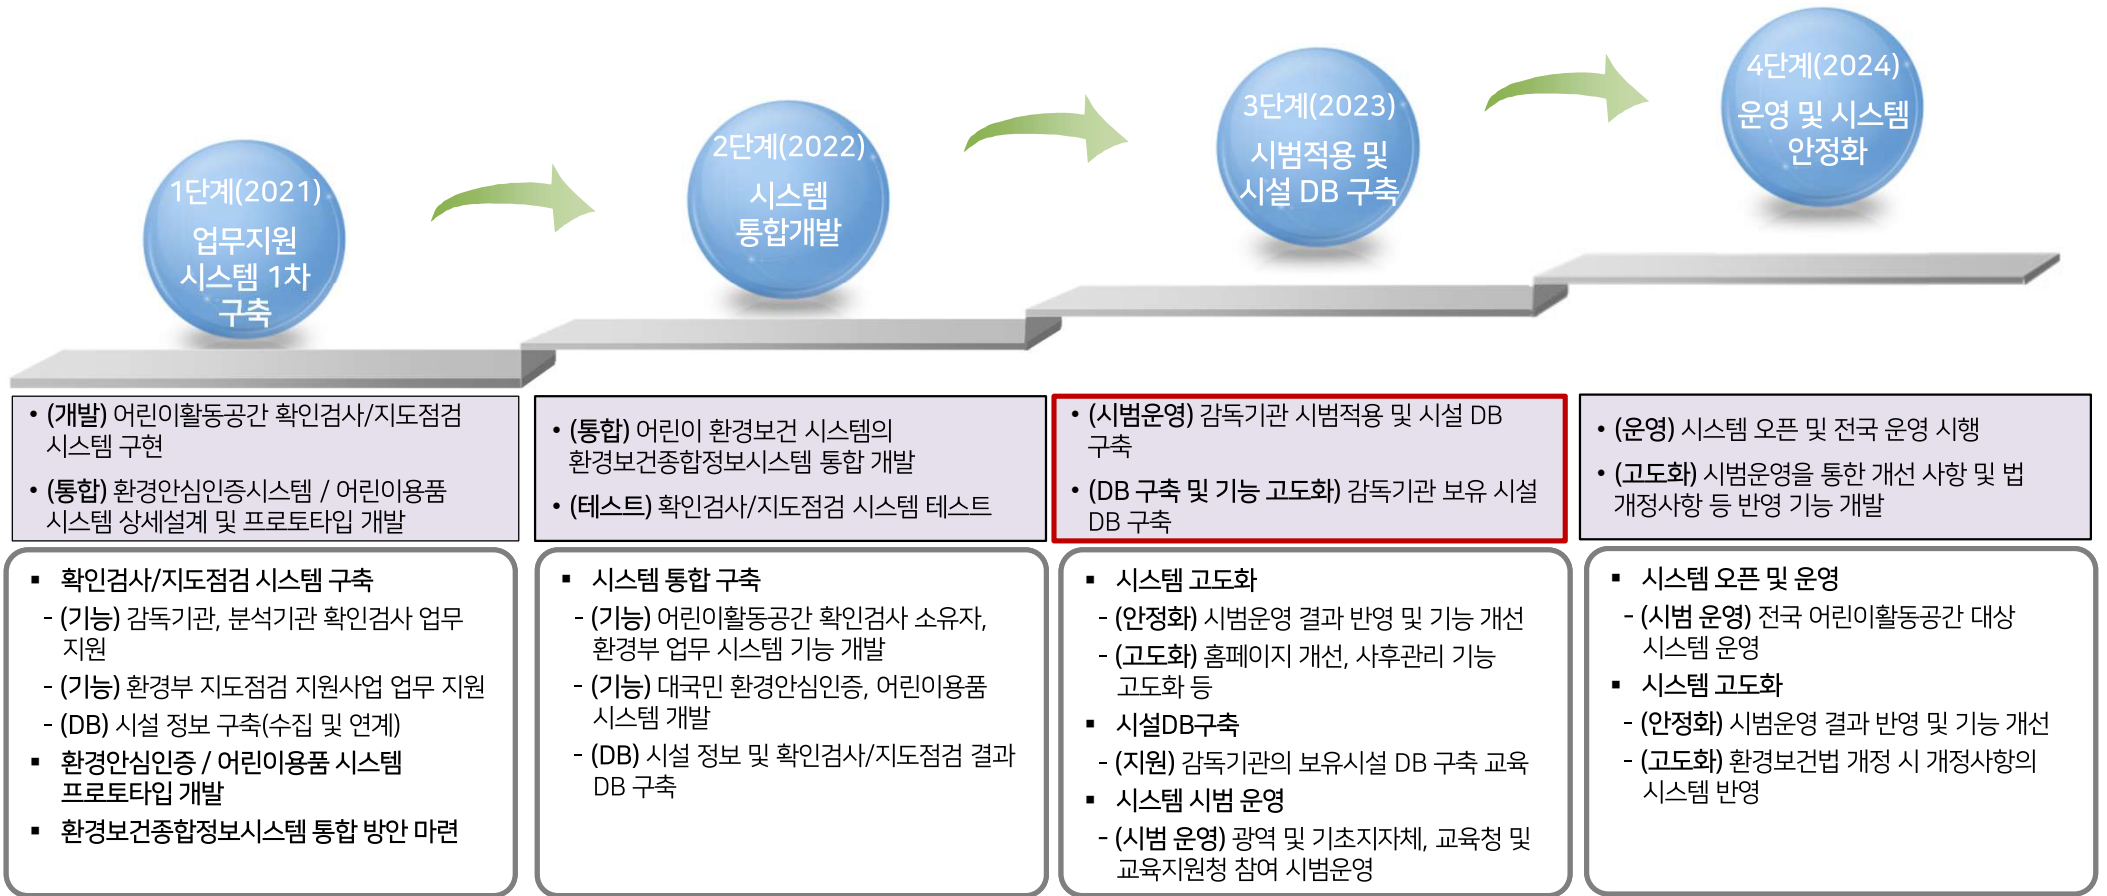 1단계(2021)
업무지원
시스템 1차
구축
2단계(2022)
시스템
통합개발
3단계(2023)
시범적용 및
시설 DB 구축
4단계(2024)
운영 및 시스템
안정화
• (개발) 어린이활동공간 확인검사/지도점검
시스템 구현
• (통합) 환경안심인증시스템 / 어린이용품
시스템 상세설계 및 프로토타입 개발
• (통합) 어린이 환경보건 시스템의
환경보건종합정보시스템 통합 개발
• (테스트) 확인검사/지도점검 시스템 테스트
• (시범운영) 감독기관 시범적용 및 시설 DB
구축
• (DB 구축 및 기능 고도화) 감독기관 보유 시설
DB 구축
• (운영) 시스템 오픈 및 전국 운영 시행
• (고도화) 시범운영을 통한 개선 사항 및 법
개정사항 등 반영 기능 개발
▪ 확인검사/지도점검 시스템 구축
- (기능) 감독기관, 분석기관 확인검사 업무
지원
- (기능) 환경부 지도점검 지원사업 업무 지원
- (DB) 시설 정보 구축(수집 및 연계)
▪ 환경안심인증 / 어린이용품 시스템
프로토타입 개발
▪ 환경보건종합정보시스템 통합 방안 마련
▪ 시스템 통합 구축
- (기능) 어린이활동공간 확인검사 소유자,
환경부 업무 시스템 기능 개발
- (기능) 대국민 환경안심인증, 어린이용품
시스템 개발
- (DB) 시설 정보 및 확인검사/지도점검 결과
DB 구축
▪ 시스템 고도화
- (안정화) 시범운영 결과 반영 및 기능 개선
- (고도화) 홈페이지 개선, 사후관리 기능
고도화 등
▪ 시설DB구축
- (지원) 감독기관의 보유시설 DB 구축 교육
▪ 시스템 시범 운영
- (시범 운영) 광역 및 기초지자체, 교육청 및
교육지원청 참여 시범운영
▪ 시스템 오픈 및 운영
- (시범 운영) 전국 어린이활동공간 대상
시스템 운영
▪ 시스템 고도화
- (안정화) 시범운영 결과 반영 및 기능 개선
- (고도화) 환경보건법 개정 시 개정사항의
시스템 반영